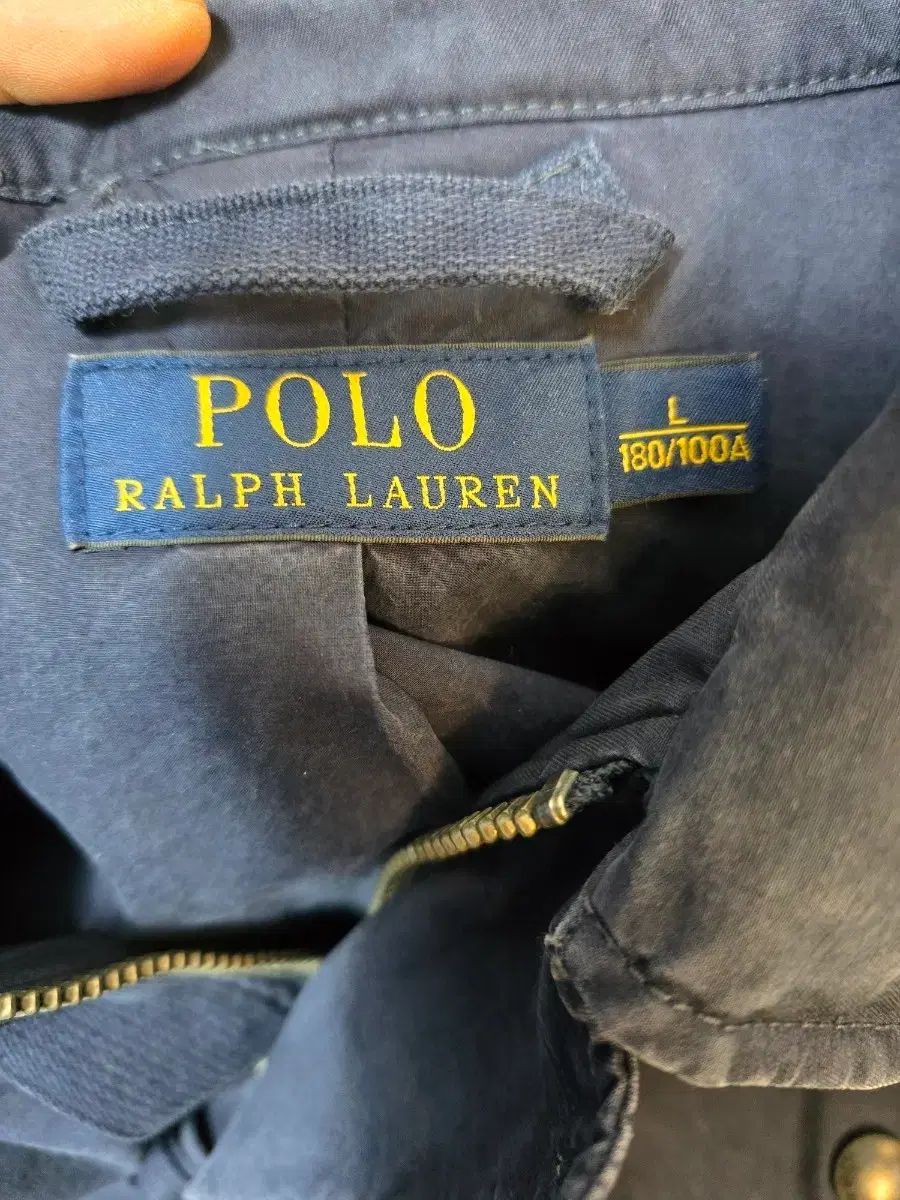 POLO
RALPH LAUREN
L
180/100A